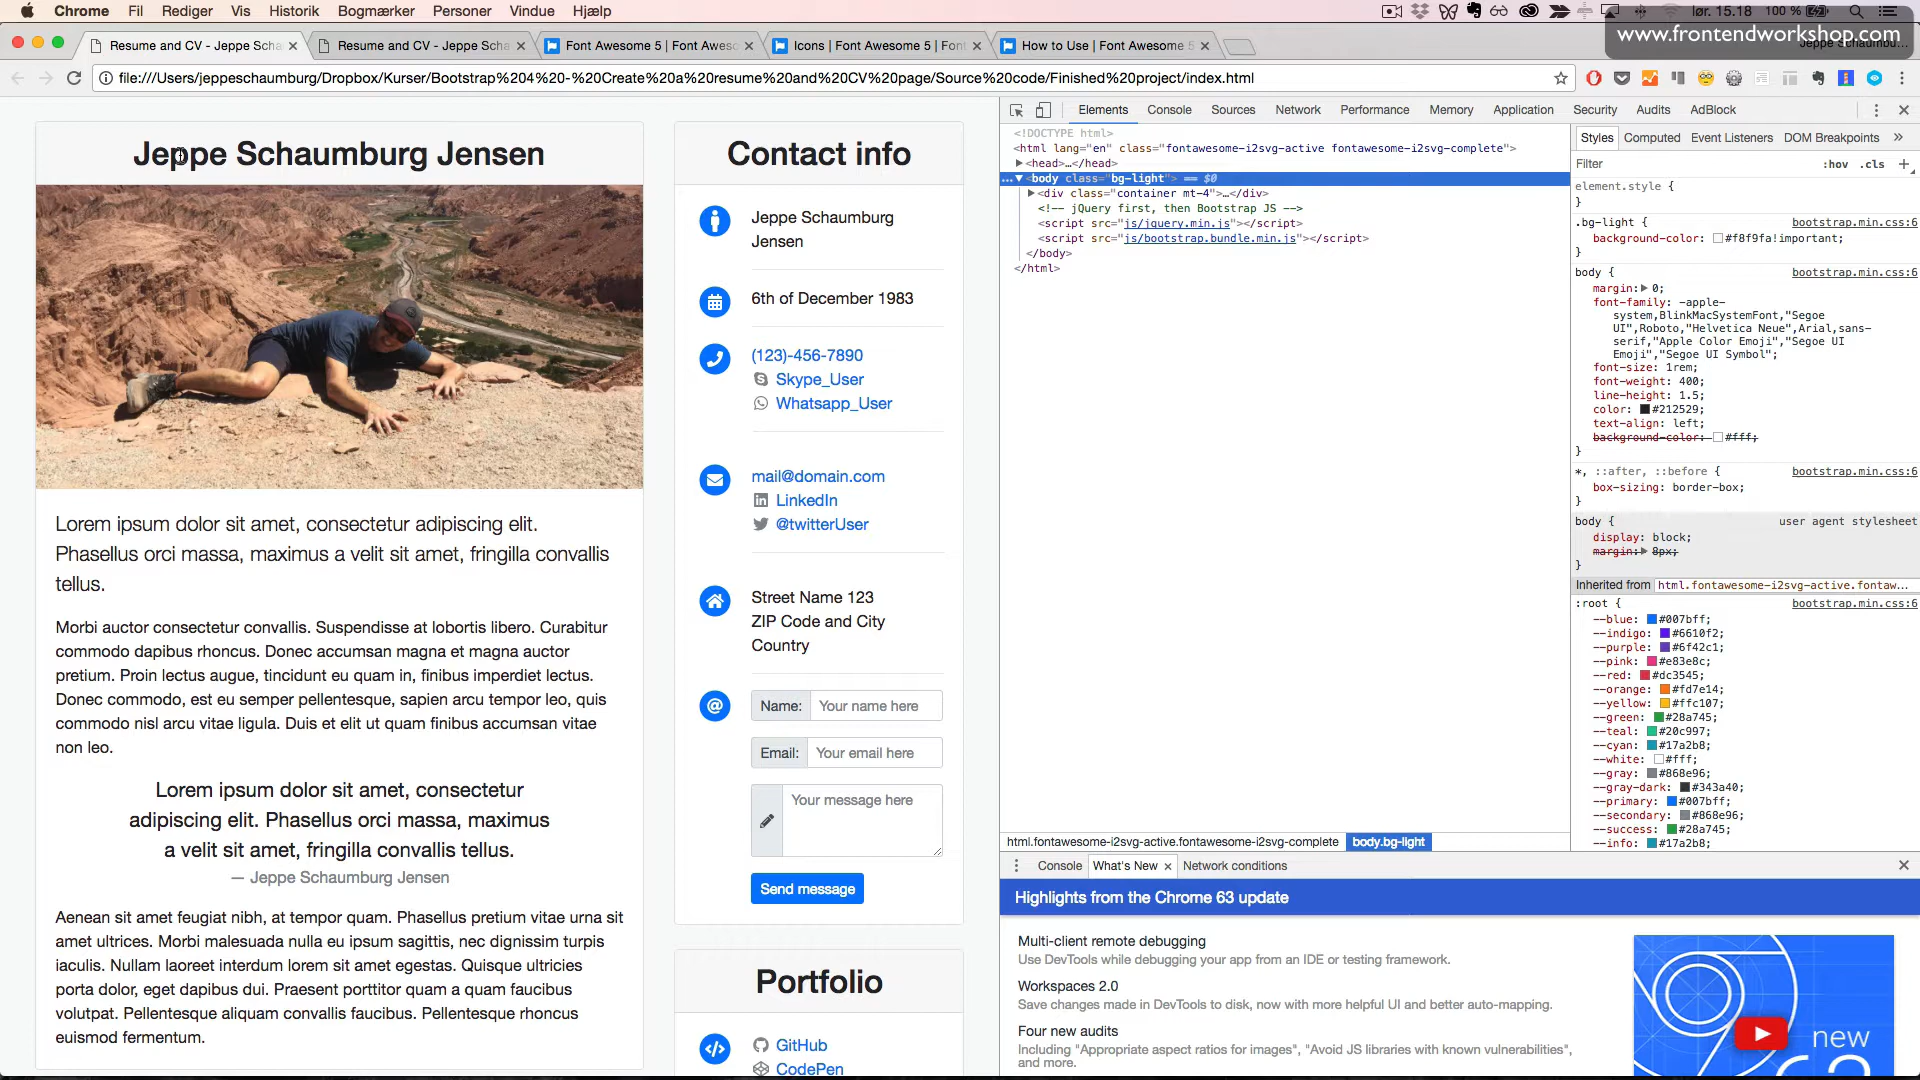 Chrome Fil Rediger Vis Historik Bogmærker Personer Vindue Hjælp
lør. 15.18 100 %
www.frontendworkshop.com
Resume and CV - Jeppe Scha
Resume and CV - Jeppe Scha
Font Awesome 5 | Font Aweso
Icons | Font Awesome 5 | Font
How to Use | Font Awesome 5
file:///Users/jeppeschaumburg/Dropbox/Kurser/Bootstrap%204%20-%20Create%20a%20resume%20and%20CV%20page/Source%20code/Finished%20project/index.html
Jeppe Schaumburg Jensen
Lorem ipsum dolor sit amet, consectetur adipiscing elit.
Phasellus orci massa, maximus a velit sit amet, fringilla convallis
tellus.
Morbi auctor consectetur convallis. Suspendisse at lobortis libero. Curabitur
commodo dapibus rhoncus. Donec accumsan magna et magna auctor
pretium. Proin lectus augue, tincidunt eu quam in, finibus imperdiet lectus.
Donec commodo, est eu semper pellentesque, sapien arcu tempor leo, quis
commodo nisl arcu vitae ligula. Duis et elit ut quam finibus accumsan vitae
non leo.
Lorem ipsum dolor sit amet, consectetur
adipiscing elit. Phasellus orci massa, maximus
a velit sit amet, fringilla convallis tellus.
— Jeppe Schaumburg Jensen
Aenean sit amet feugiat nibh, at tempor quam. Phasellus pretium vitae urna sit
amet ultrices. Morbi malesuada nulla eu ipsum sagittis, nec dignissim turpis
iaculis. Nullam laoreet interdum lorem sit amet egestas. Quisque ultricies
porta dolor, eget dapibus dui. Praesent porttitor quam a quam faucibus
volutpat. Pellentesque aliquam convallis faucibus. Pellentesque rhoncus
euismod fermentum.
Contact info
Jeppe Schaumburg
Jensen
6th of December 1983
(123)-456-7890
Skype_User
Whatsapp_User
mail@domain.com
LinkedIn
@twitterUser
Street Name 123
ZIP Code and City
Country
Name: Your name here
Email: Your email here
Your message here
Send message
Portfolio
GitHub
CodePen
Elements Console Sources Network Performance Memory Application Security Audits AdBlock
<!DOCTYPE html>
<html lang="en" class="fontawesome-i2svg-active fontawesome-i2svg-complete">
<head>…</head>
<body class="bg-light"> == $0
<div class="container mt-4">…</div>
<!-- jQuery first, then Bootstrap JS -->
<script src="js/jquery.min.js"></script>
<script src="js/bootstrap.bundle.min.js"></script>
</body>
</html>
html.fontawesome-i2svg-active.fontawesome-i2svg-complete body.bg-light
Styles Computed Event Listeners DOM Breakpoints »
Filter :hov .cls +
element.style {
}
.bg-light { bootstrap.min.css:6
background-color: #f8f9fa!important;
}
body { bootstrap.min.css:6
margin: 0;
font-family: -apple-
system,BlinkMacSystemFont,"Segoe
UI",Roboto,"Helvetica Neue",Arial,sans-
serif,"Apple Color Emoji","Segoe UI
Emoji","Segoe UI Symbol";
font-size: 1rem;
font-weight: 400;
line-height: 1.5;
color: #212529;
text-align: left;
background-color: #fff;
}
*, ::after, ::before { bootstrap.min.css:6
box-sizing: border-box;
}
body { user agent stylesheet
display: block;
margin: 8px;
}
Inherited from html.fontawesome-i2svg-active.fontaw…
:root { bootstrap.min.css:6
--blue: #007bff;
--indigo: #6610f2;
--purple: #6f42c1;
--pink: #e83e8c;
--red: #dc3545;
--orange: #fd7e14;
--yellow: #ffc107;
--green: #28a745;
--teal: #20c997;
--cyan: #17a2b8;
--white: #fff;
--gray: #868e96;
--gray-dark: #343a40;
--primary: #007bff;
--secondary: #868e96;
--success: #28a745;
--info: #17a2b8;
Console What's New × Network conditions
Highlights from the Chrome 63 update
Multi-client remote debugging
Use DevTools while debugging your app from an IDE or testing framework.
Workspaces 2.0
Save changes made in DevTools to disk, now with more helpful UI and better auto-mapping.
Four new audits
Including "Appropriate aspect ratios for images", "Avoid JS libraries with known vulnerabilities",
and more.
new
63